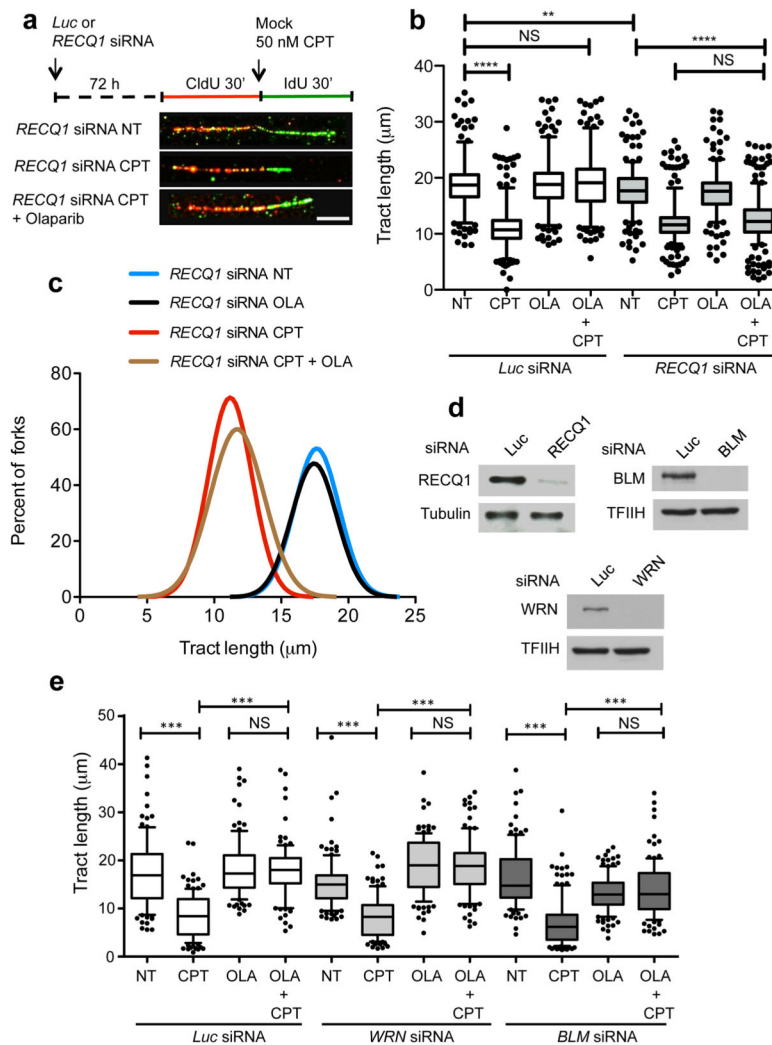 a
Luc or
RECQ1 siRNA
Mock
50 nM CPT
72 h
CldU 30'
IdU 30'
RECQ1 siRNA NT
RECQ1 siRNA CPT
RECQ1 siRNA CPT
+ Olaparib
b
**
NS
****
****
NS
Tract length (μm)
40
30
20
10
0
NT
CPT
OLA
OLA
+
CPT
NT
CPT
OLA
OLA
+
CPT
Luc siRNA
RECQ1 siRNA
c
RECQ1 siRNA NT
RECQ1 siRNA OLA
RECQ1 siRNA CPT
RECQ1 siRNA CPT + OLA
Percent of forks
80
60
40
20
0
0
5
10
15
20
25
Tract length (μm)
d
siRNA
Luc
RECQ1
RECQ1
Tubulin
siRNA
Luc
BLM
BLM
TFIIH
siRNA
Luc
WRN
WRN
TFIIH
e
***
***
NS
***
***
NS
***
***
NS
Tract length (μm)
50
40
30
20
10
0
NT
CPT
OLA
OLA
+
CPT
NT
CPT
OLA
OLA
+
CPT
NT
CPT
OLA
OLA
+
CPT
Luc siRNA
WRN siRNA
BLM siRNA